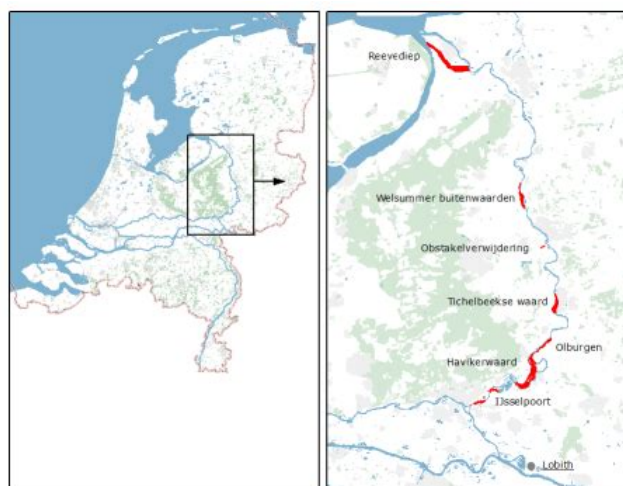 Reevediep
Welsummer buitenwaarden
Obstakelverwijdering
Tichelbeekse waard
Olburgen
Havikerwaard
IJsselpoort
Lobith